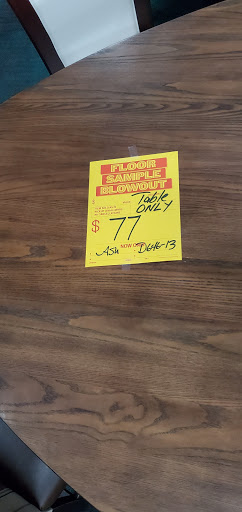 FLOOR
SAMPLE
BLOWOUT
Table
ONLY
$ 77
NOW ONLY
Ash D646-13